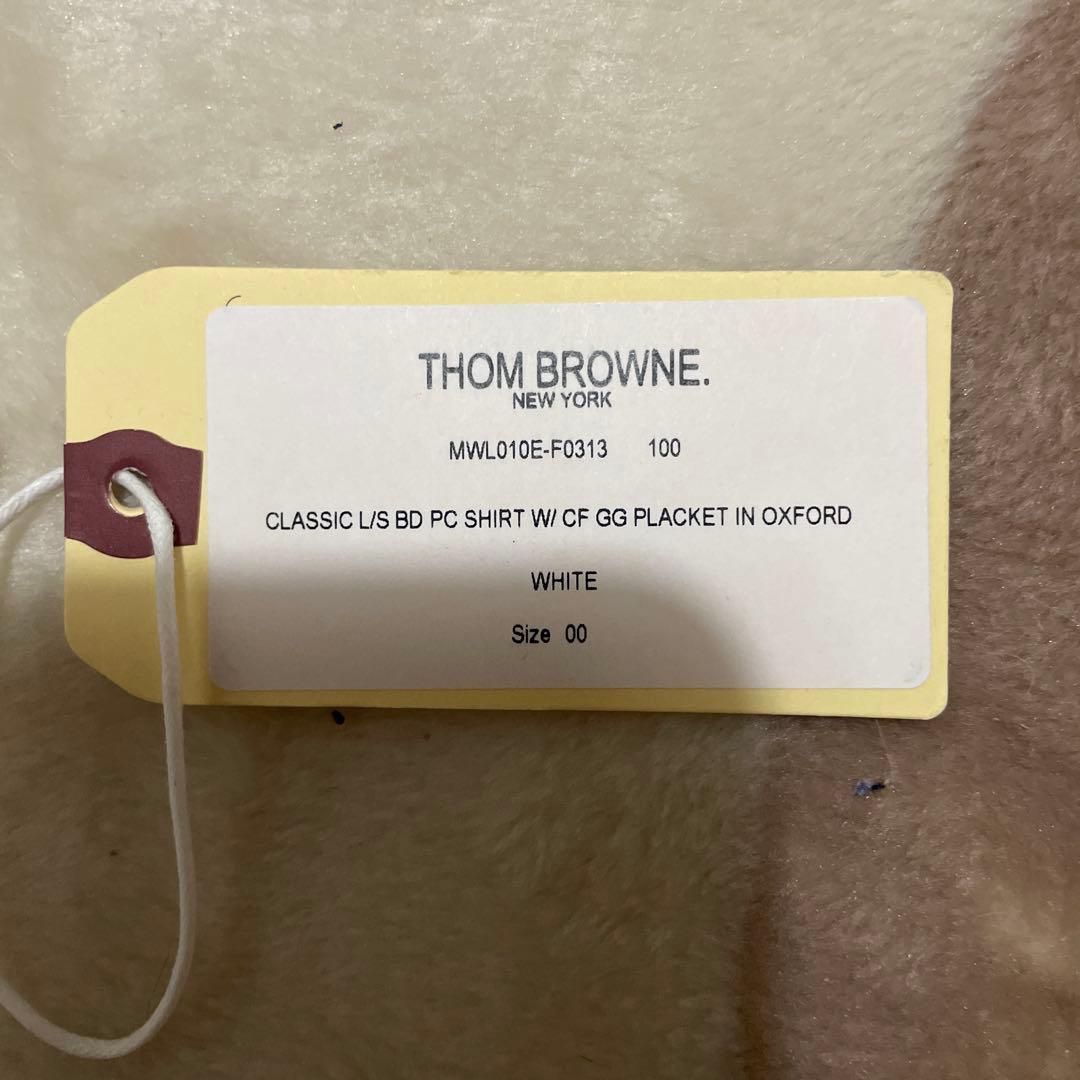 THOM BROWNE.
NEW YORK
MWL010E-F0313 100
CLASSIC L/S BD PC SHIRT W/ CF GG PLACKET IN OXFORD
WHITE
Size 00